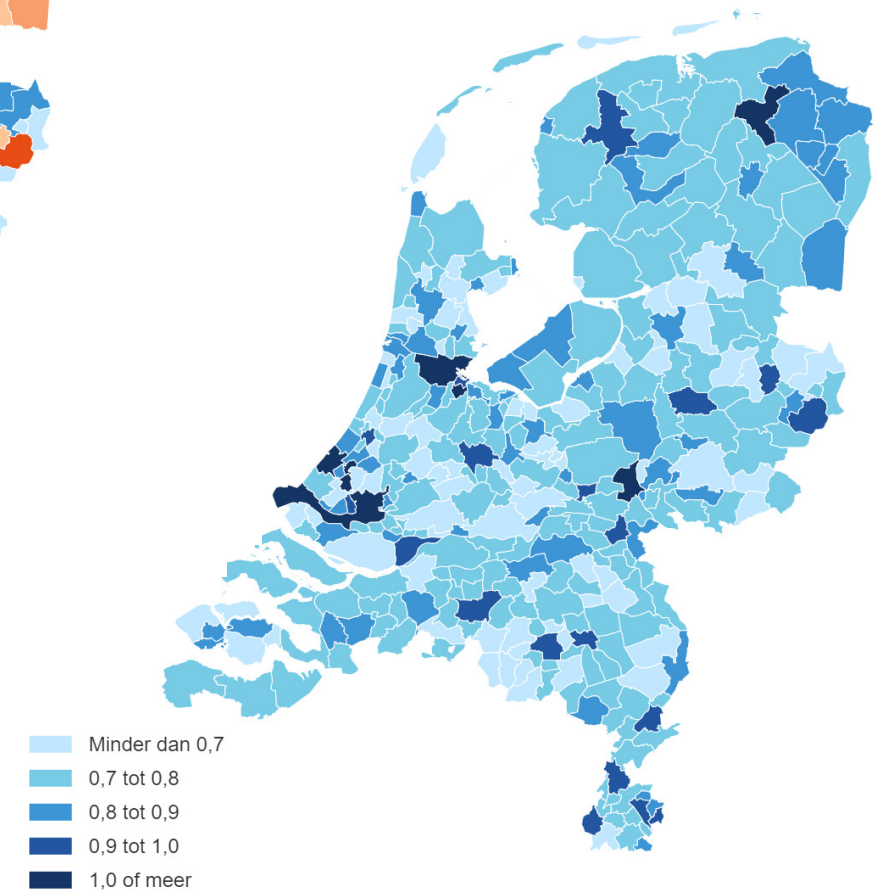 Minder dan 0,7
0,7 tot 0,8
0,8 tot 0,9
0,9 tot 1,0
1,0 of meer